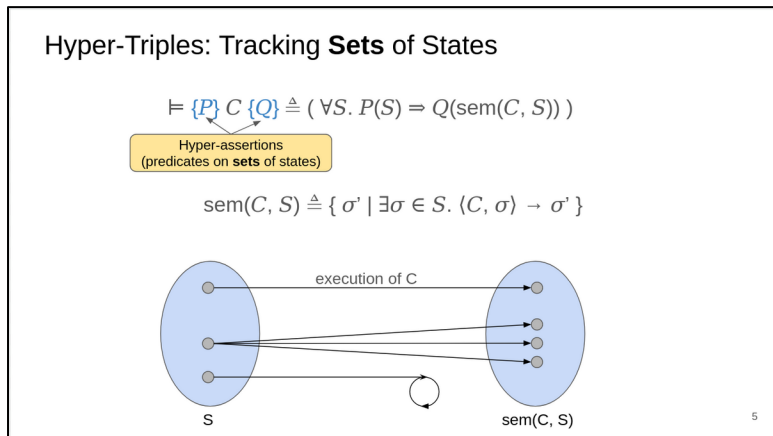 Hyper-Triples: Tracking Sets of States
⊨ {P} C {Q} ≜ ( ∀S. P(S) ⇒ Q(sem(C, S)) )
Hyper-assertions
(predicates on sets of states)
sem(C, S) ≜ { σ’ | ∃σ ∈ S. ⟨C, σ⟩ → σ’ }
execution of C
S
sem(C, S)
5